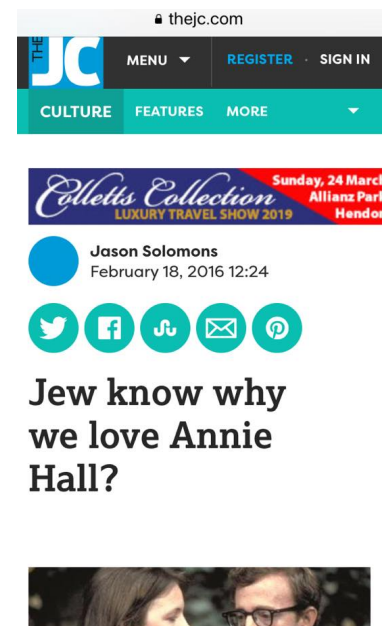 thejc.com
THE JC MENU REGISTER · SIGN IN
CULTURE FEATURES MORE
Colletts Collection
LUXURY TRAVEL SHOW 2019
Sunday, 24 March
Allianz Park
Hendon
Jason Solomons
February 18, 2016 12:24
Jew know why
we love Annie
Hall?